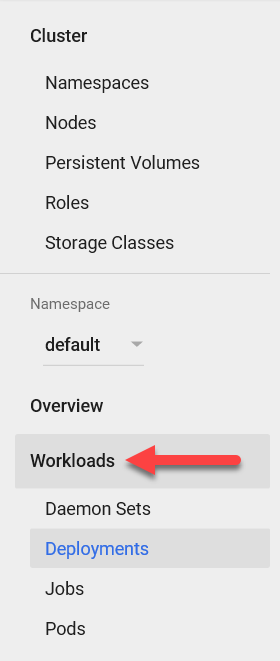 Cluster
Namespaces
Nodes
Persistent Volumes
Roles
Storage Classes
Namespace
default
Overview
Workloads
Daemon Sets
Deployments
Jobs
Pods